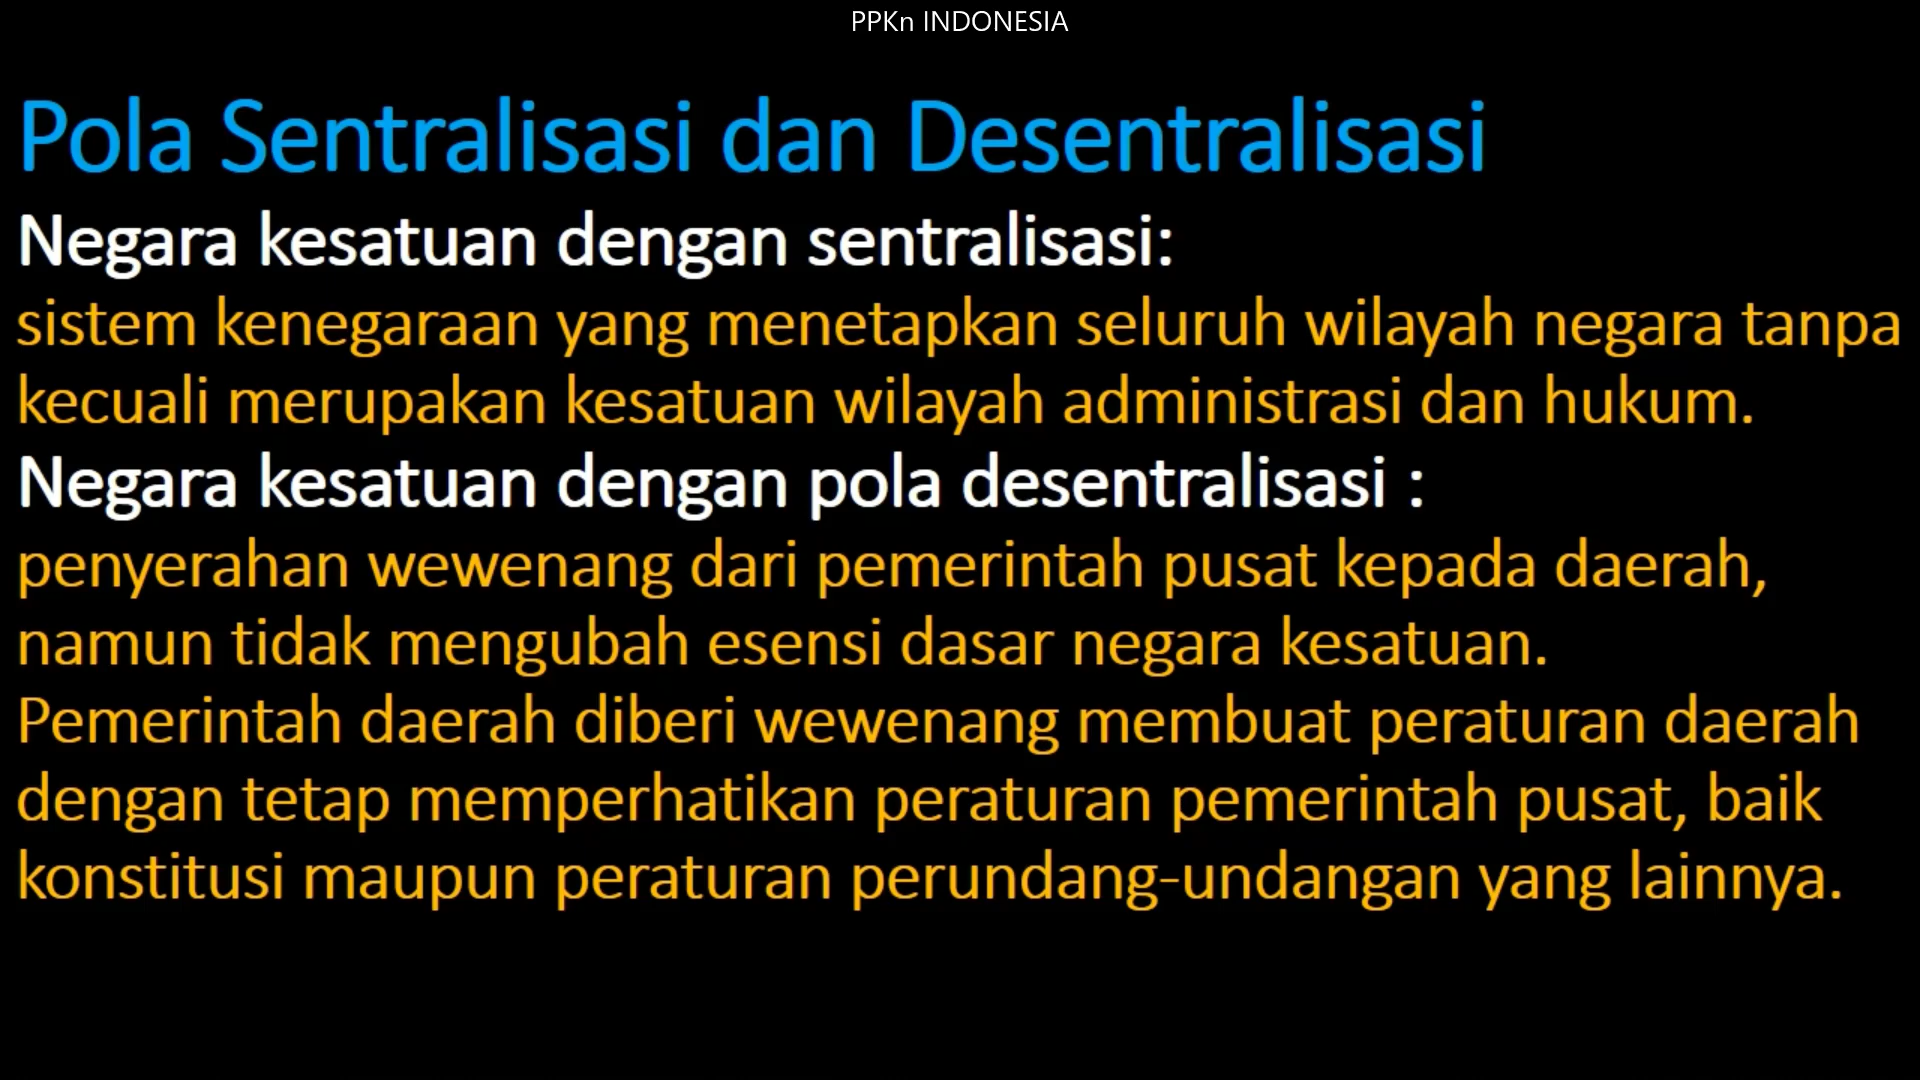 PPKn INDONESIA
Pola Sentralisasi dan Desentralisasi
Negara kesatuan dengan sentralisasi:
sistem kenegaraan yang menetapkan seluruh wilayah negara tanpa
kecuali merupakan kesatuan wilayah administrasi dan hukum.
Negara kesatuan dengan pola desentralisasi :
penyerahan wewenang dari pemerintah pusat kepada daerah,
namun tidak mengubah esensi dasar negara kesatuan.
Pemerintah daerah diberi wewenang membuat peraturan daerah
dengan tetap memperhatikan peraturan pemerintah pusat, baik
konstitusi maupun peraturan perundang-undangan yang lainnya.